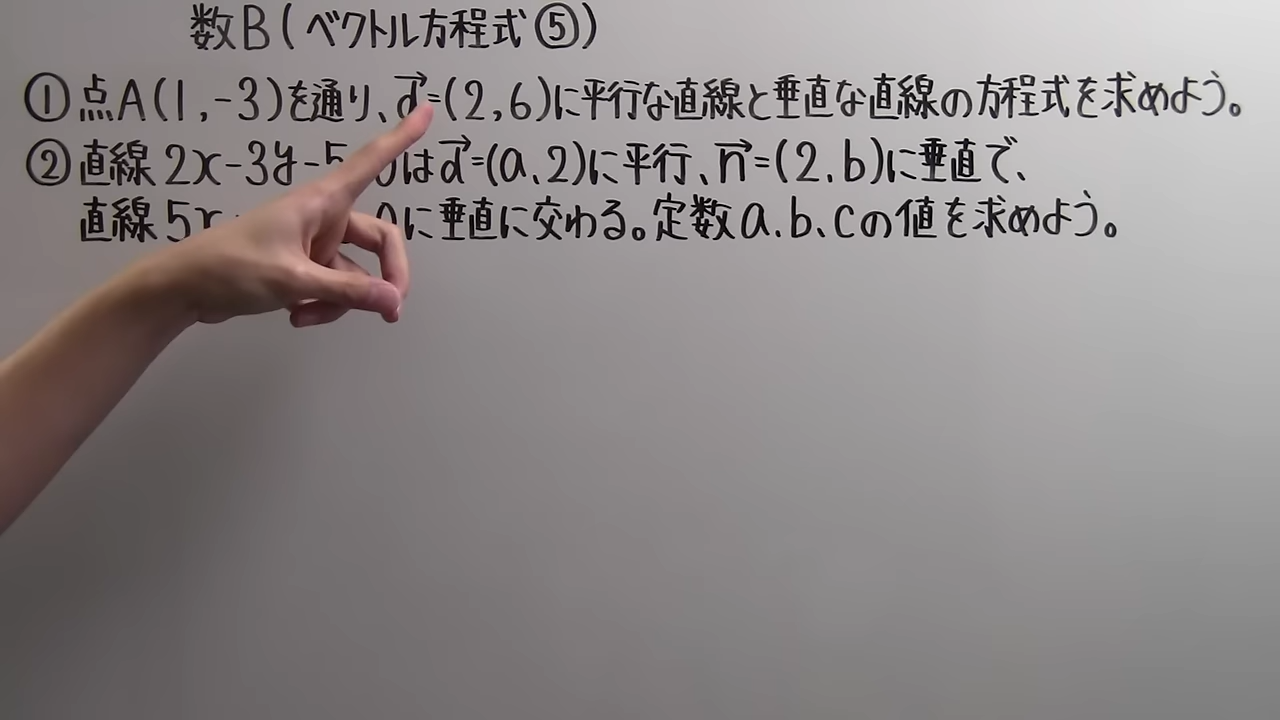 数B(ベクトル方程式⑤)
①点A(1,-3)を通り、d⃗=(2,6)に平行な直線と垂直な直線の方程式を求めよう。
②直線2x-3y-5 0はd⃗=(a,2)に平行、n⃗=(2,b)に垂直で、
直線5x 0に垂直に交わる。定数a.b、cの値を求めよう。